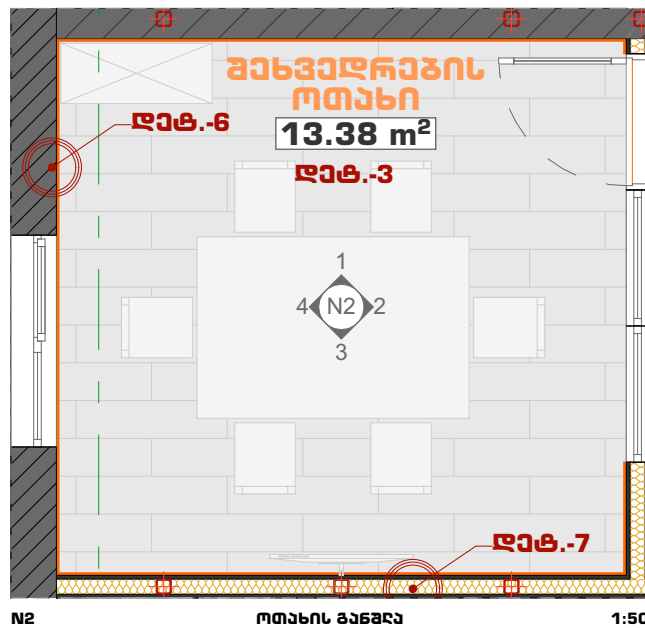 შეხვედრების
ოთახი
13.38 m²
დეტ.-6
დეტ.-3
1
4 N2 2
3
დეტ.-7
N2 ოთახის გაშლა 1:50